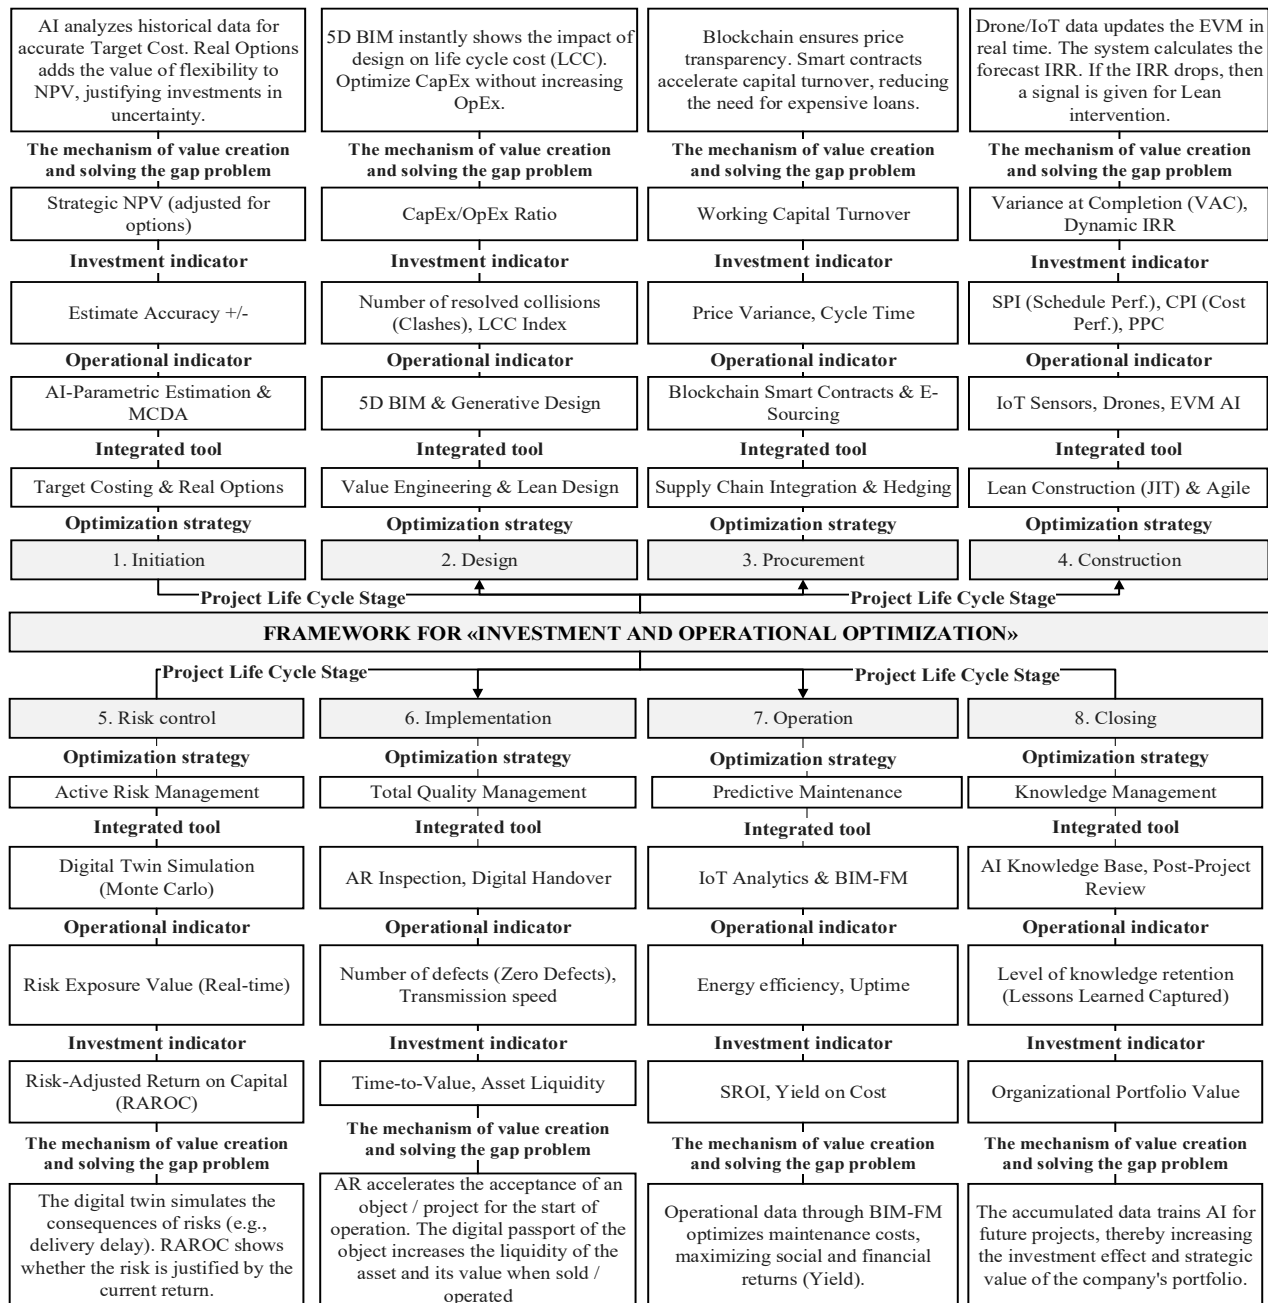 AI analyzes historical data for
accurate Target Cost. Real Options
adds the value of flexibility to
NPV, justifying investments in
uncertainty.
5D BIM instantly shows the impact of
design on life cycle cost (LCC).
Optimize CapEx without increasing
OpEx.
Blockchain ensures price
transparency. Smart contracts
accelerate capital turnover, reducing
the need for expensive loans.
Drone/IoT data updates the EVM in
real time. The system calculates the
forecast IRR. If the IRR drops, then
a signal is given for Lean
intervention.
The mechanism of value creation
and solving the gap problem
The mechanism of value creation
and solving the gap problem
The mechanism of value creation
and solving the gap problem
The mechanism of value creation
and solving the gap problem
Strategic NPV (adjusted for
options)
CapEx/OpEx Ratio
Working Capital Turnover
Variance at Completion (VAC),
Dynamic IRR
Investment indicator
Investment indicator
Investment indicator
Investment indicator
Estimate Accuracy +/-
Number of resolved collisions
(Clashes), LCC Index
Price Variance, Cycle Time
SPI (Schedule Perf.), CPI (Cost
Perf.), PPC
Operational indicator
Operational indicator
Operational indicator
Operational indicator
AI-Parametric Estimation &
MCDA
5D BIM & Generative Design
Blockchain Smart Contracts & E-
Sourcing
IoT Sensors, Drones, EVM AI
Integrated tool
Integrated tool
Integrated tool
Integrated tool
Target Costing & Real Options
Value Engineering & Lean Design
Supply Chain Integration & Hedging
Lean Construction (JIT) & Agile
Optimization strategy
Optimization strategy
Optimization strategy
Optimization strategy
1. Initiation
2. Design
3. Procurement
4. Construction
Project Life Cycle Stage
Project Life Cycle Stage
FRAMEWORK FOR «INVESTMENT AND OPERATIONAL OPTIMIZATION»
Project Life Cycle Stage
Project Life Cycle Stage
5. Risk control
6. Implementation
7. Operation
8. Closing
Optimization strategy
Optimization strategy
Optimization strategy
Optimization strategy
Active Risk Management
Total Quality Management
Predictive Maintenance
Knowledge Management
Integrated tool
Integrated tool
Integrated tool
Integrated tool
Digital Twin Simulation
(Monte Carlo)
AR Inspection, Digital Handover
IoT Analytics & BIM-FM
AI Knowledge Base, Post-Project
Review
Operational indicator
Operational indicator
Operational indicator
Operational indicator
Risk Exposure Value (Real-time)
Number of defects (Zero Defects),
Transmission speed
Energy efficiency, Uptime
Level of knowledge retention
(Lessons Learned Captured)
Investment indicator
Investment indicator
Investment indicator
Investment indicator
Risk-Adjusted Return on Capital
(RAROC)
Time-to-Value, Asset Liquidity
SROI, Yield on Cost
Organizational Portfolio Value
The mechanism of value creation
and solving the gap problem
The mechanism of value creation
and solving the gap problem
The mechanism of value creation
and solving the gap problem
The mechanism of value creation
and solving the gap problem
The digital twin simulates the
consequences of risks (e.g.,
delivery delay). RAROC shows
whether the risk is justified by the
current return.
AR accelerates the acceptance of an
object / project for the start of
operation. The digital passport of the
object increases the liquidity of the
asset and its value when sold /
operated
Operational data through BIM-FM
optimizes maintenance costs,
maximizing social and financial
returns (Yield).
The accumulated data trains AI for
future projects, thereby increasing
the investment effect and strategic
value of the company's portfolio.